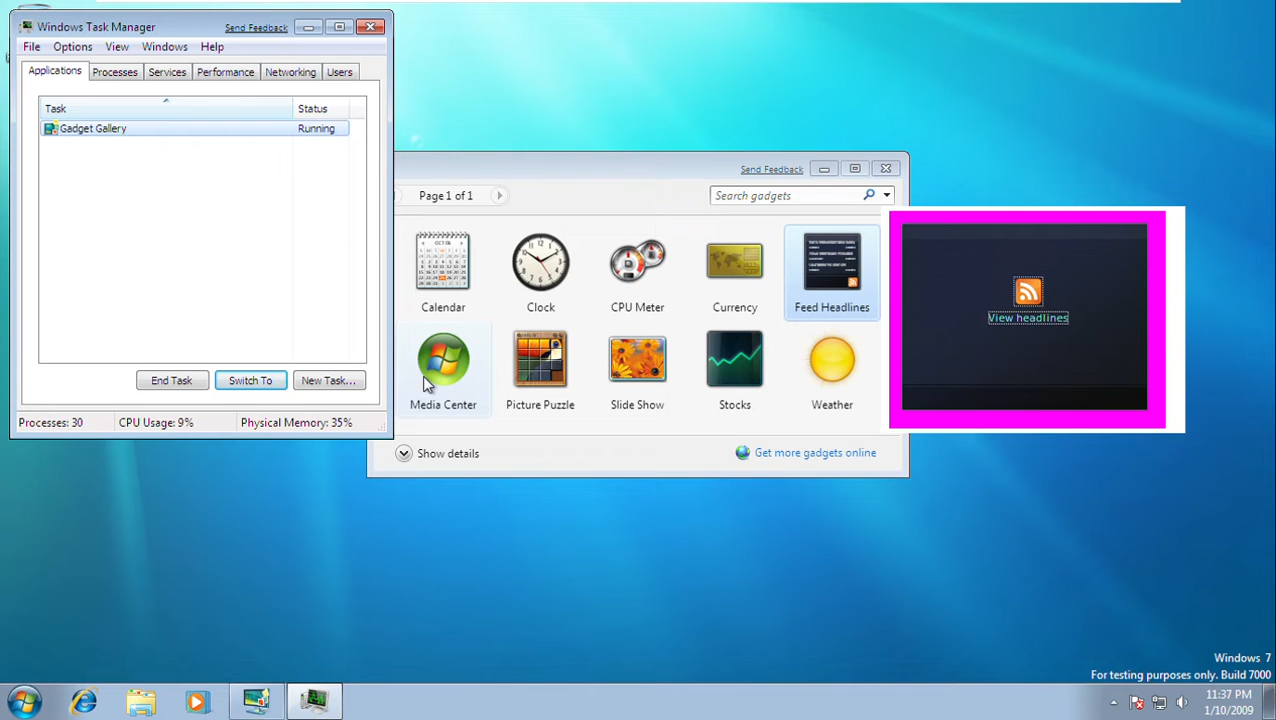 Windows Task Manager
Send Feedback
File Options View Windows Help
Applications Processes Services Performance Networking Users
Task Status
Gadget Gallery Running
End Task Switch To New Task...
Processes: 30 CPU Usage: 9% Physical Memory: 35%
Send Feedback
Page 1 of 1
Search gadgets
Calendar Clock CPU Meter Currency Feed Headlines
Media Center Picture Puzzle Slide Show Stocks Weather
Show details
Get more gadgets online
View headlines
Windows 7
For testing purposes only. Build 7000
11:37 PM
1/10/2009